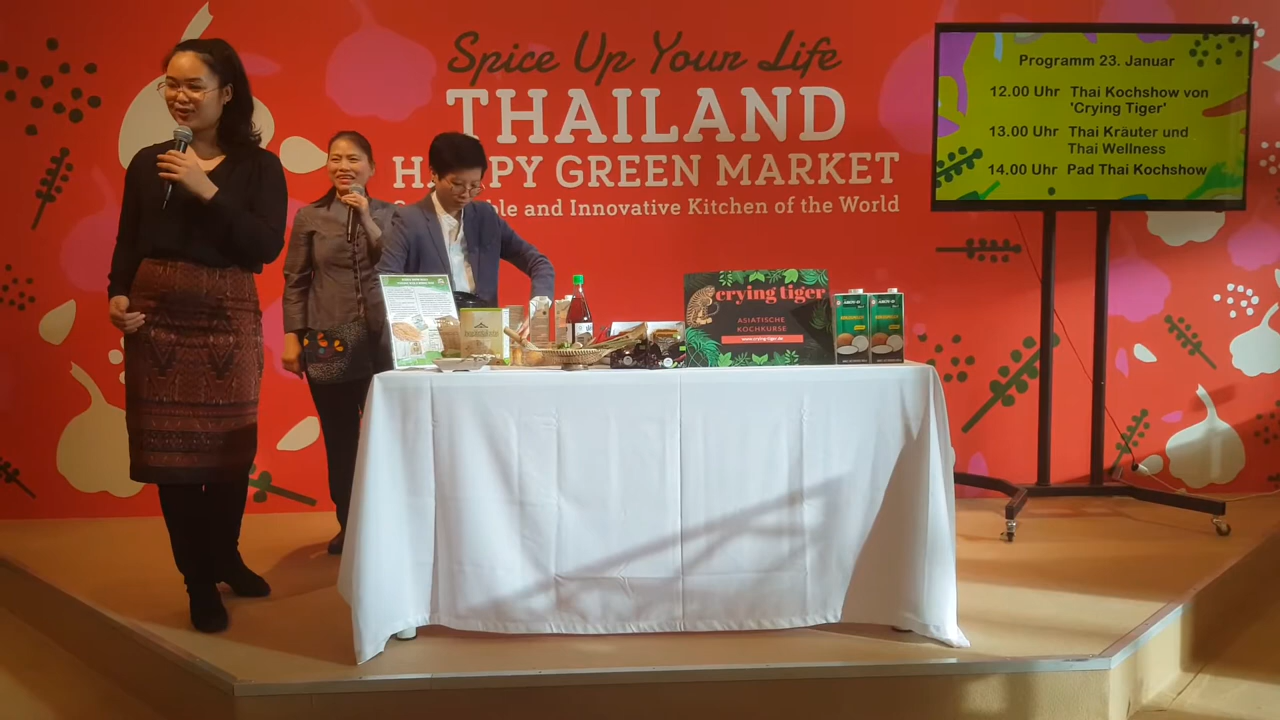 Spice Up Your Life
THAILAND
HAPPY GREEN MARKET
and Innovative Kitchen of the World
Programm 23. Januar
12.00 Uhr Thai Kochshow von
'Crying Tiger'
13.00 Uhr Thai Kräuter und
Thai Wellness
14.00 Uhr Pad Thai Kochshow
crying tiger
ASIATISCHE
KOCHKURSE
www.crying-tiger.de